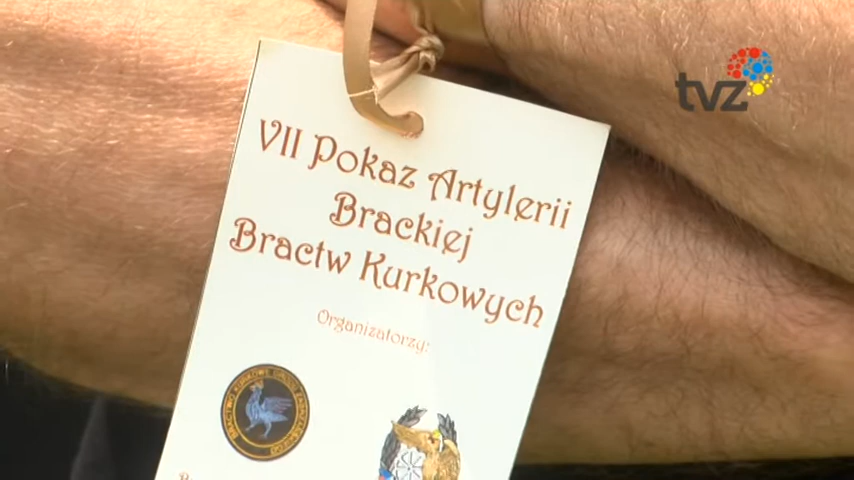 tvz
VII Pokaz Artylerii
Brackiej
Bractw Kurkowych
Organizatorzy: